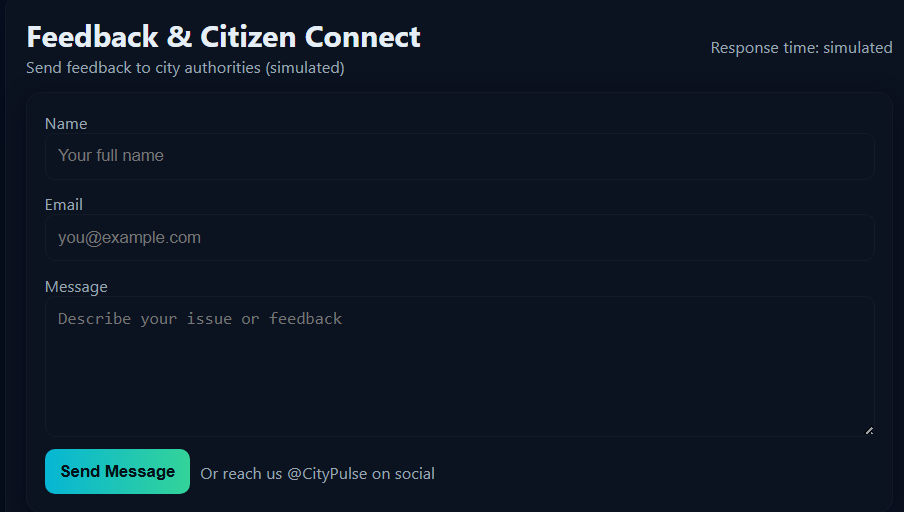 Feedback & Citizen Connect
Send feedback to city authorities (simulated)
Response time: simulated
Name
Your full name
Email
you@example.com
Message
Describe your issue or feedback
Send Message
Or reach us @CityPulse on social